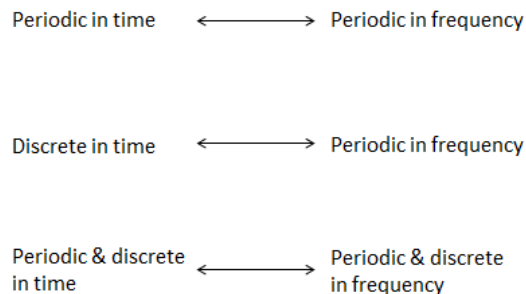 Periodic in time Periodic in frequency
Discrete in time Periodic in frequency
Periodic & discrete
in time
Periodic & discrete
in frequency